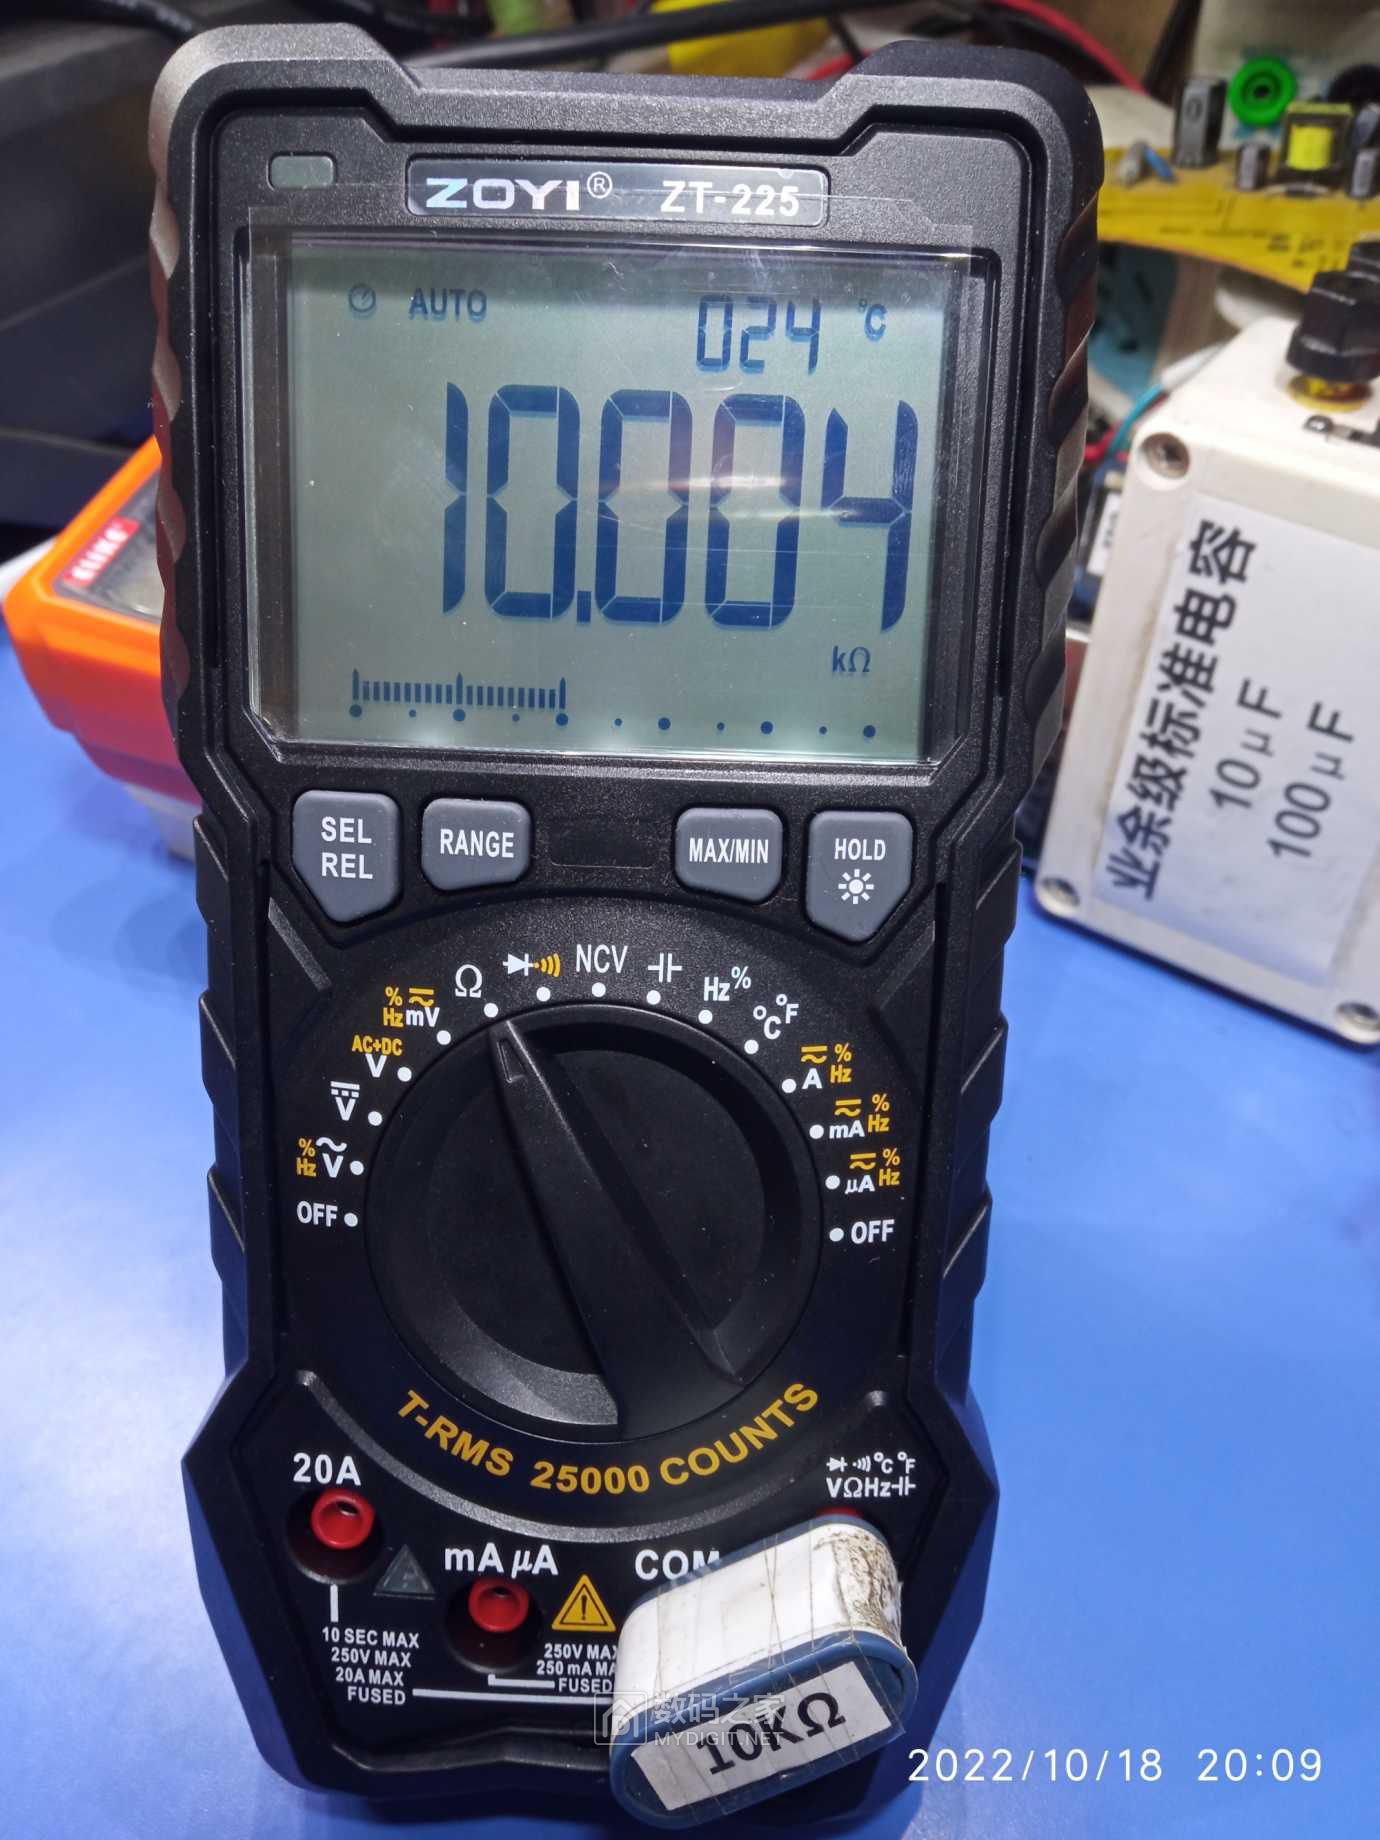 ZOYI® ZT-225
AUTO 024 °C
10.004
kΩ
SEL
REL
RANGE
MAX/MIN
HOLD
NCV
Ω
Hz%
% Hz mV
°C °F
AC+DC
V
A % Hz
V
mA % Hz
% Hz V
μA % Hz
OFF
OFF
T-RMS 25000 COUNTS
20A
°C °F
VΩHz
mA μA
COM
10 SEC MAX
250V MAX
20A MAX
FUSED
250V MAX
250 mA MA
FUSED
10KΩ
业余级标准电容
10μF
100μF
数码之家
MYDIGIT.NET
2022/10/18 20:09